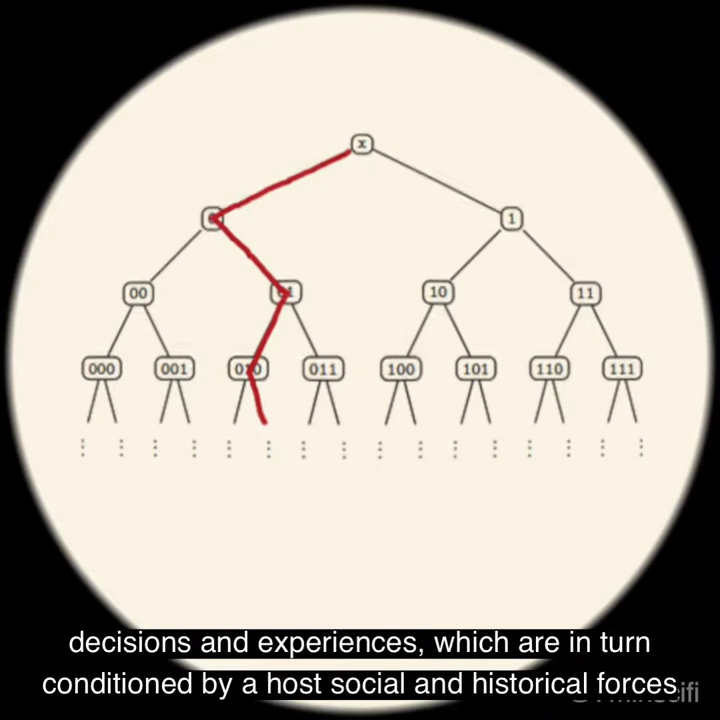 x
1
00 10 11
000 001 010 011 100 101 110 111
decisions and experiences, which are in turn
conditioned by a host social and historical forces